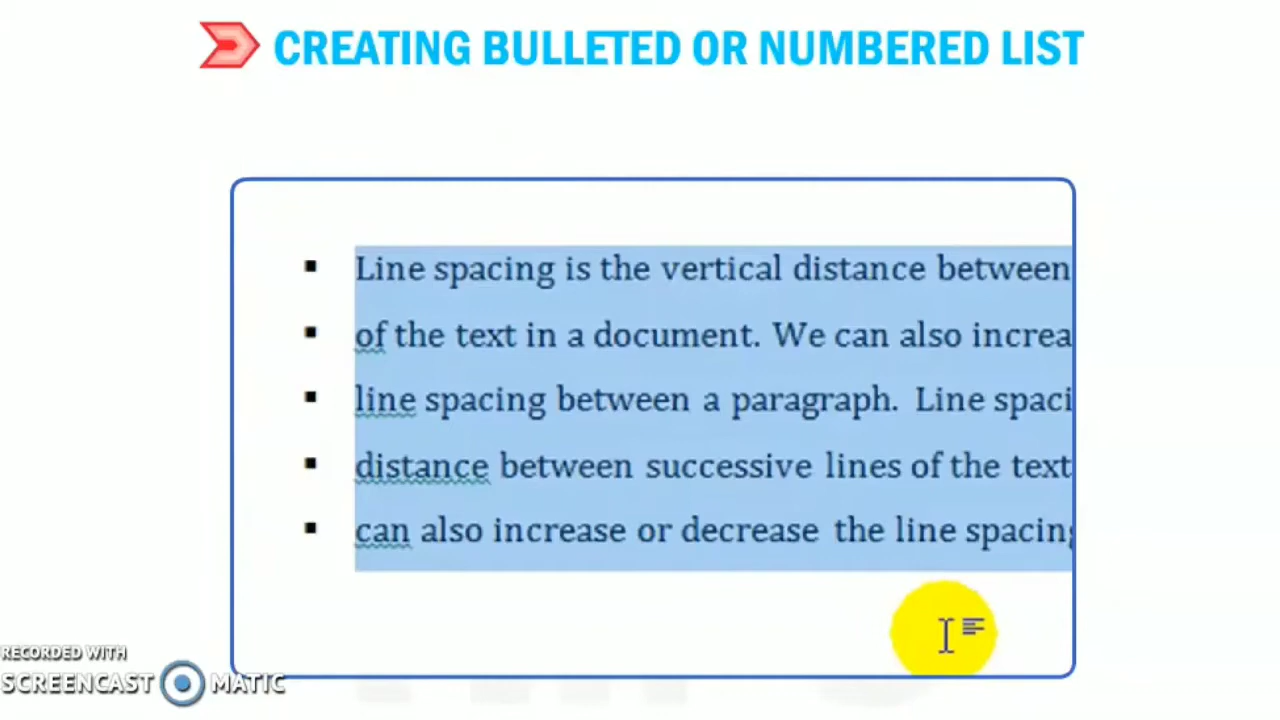 CREATING BULLETED OR NUMBERED LIST
▪ Line spacing is the vertical distance between
▪ of the text in a document. We can also increa
▪ line spacing between a paragraph. Line spaci
▪ distance between successive lines of the text
▪ can also increase or decrease the line spacing
RECORDED WITH
SCREENCAST MATIC